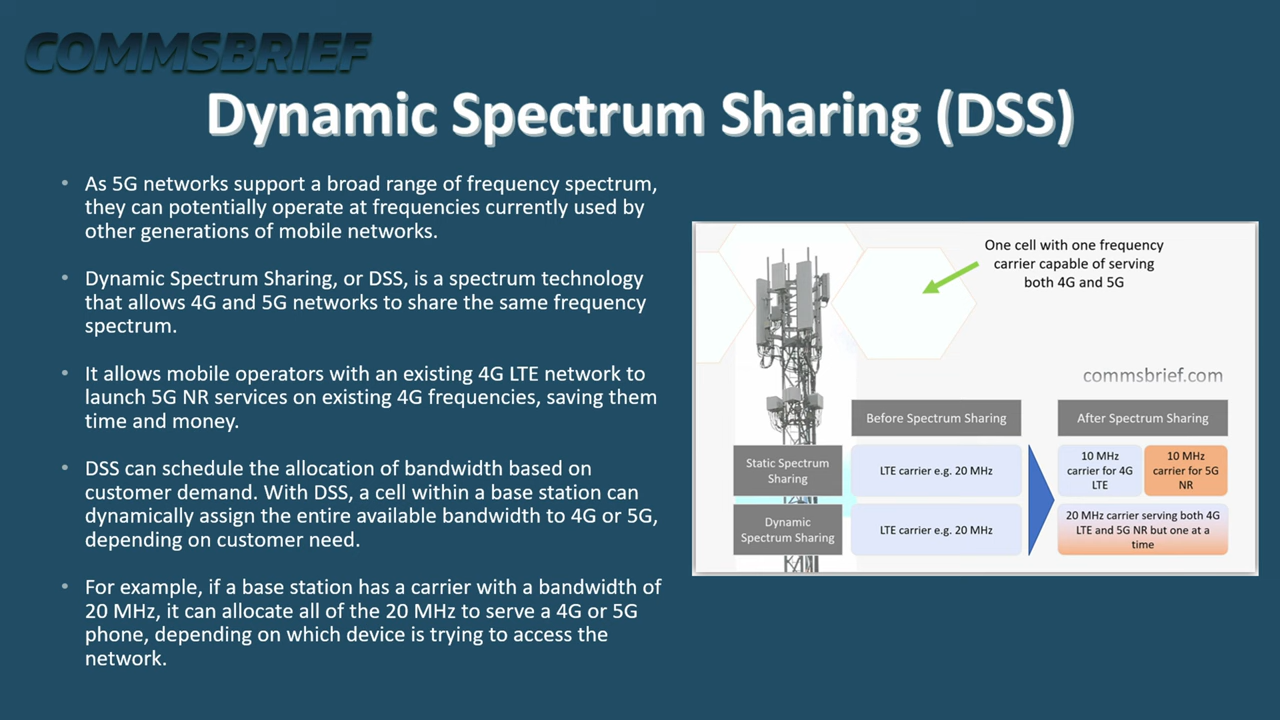 COMMSBRIEF
Dynamic Spectrum Sharing (DSS)
• As 5G networks support a broad range of frequency spectrum,
they can potentially operate at frequencies currently used by
other generations of mobile networks.
• Dynamic Spectrum Sharing, or DSS, is a spectrum technology
that allows 4G and 5G networks to share the same frequency
spectrum.
• It allows mobile operators with an existing 4G LTE network to
launch 5G NR services on existing 4G frequencies, saving them
time and money.
• DSS can schedule the allocation of bandwidth based on
customer demand. With DSS, a cell within a base station can
dynamically assign the entire available bandwidth to 4G or 5G,
depending on customer need.
• For example, if a base station has a carrier with a bandwidth of
20 MHz, it can allocate all of the 20 MHz to serve a 4G or 5G
phone, depending on which device is trying to access the
network.
One cell with one frequency
carrier capable of serving
both 4G and 5G
commsbrief.com
Before Spectrum Sharing
After Spectrum Sharing
Static Spectrum
Sharing
LTE carrier e.g. 20 MHz
10 MHz
carrier for 4G
LTE
10 MHz
carrier for 5G
NR
Dynamic
Spectrum Sharing
LTE carrier e.g. 20 MHz
20 MHz carrier serving both 4G
LTE and 5G NR but one at a
time